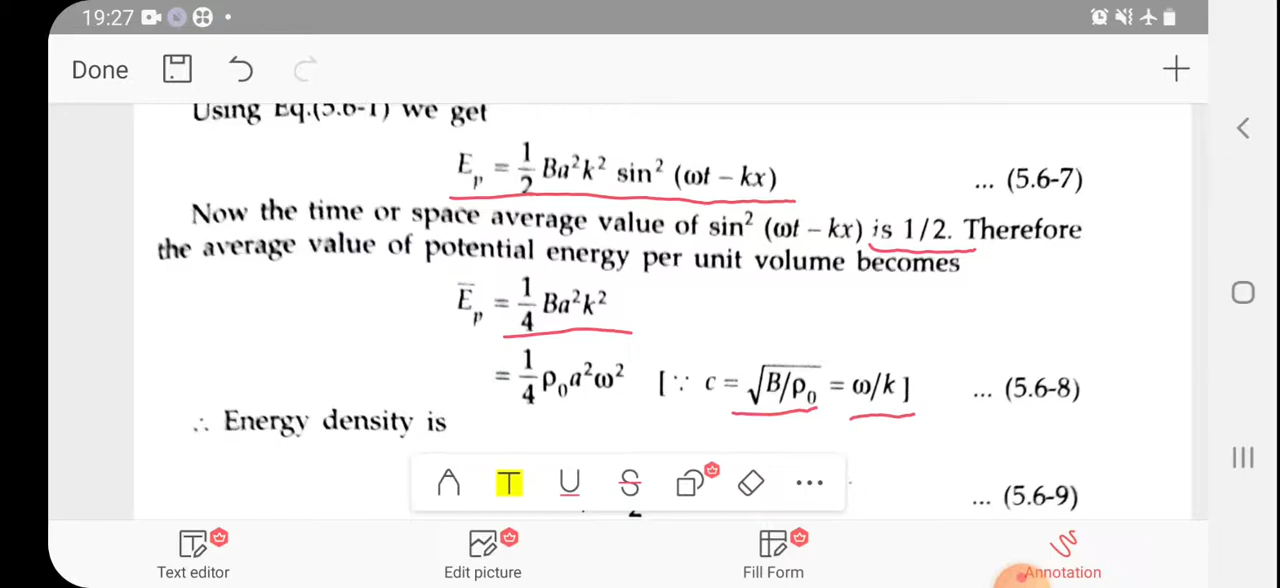 19:27
Done
Using Eq.(5.6-1) we get
E_p = 1/2 Ba²k² sin² (ωt – kx) ... (5.6-7)
Now the time or space average value of sin² (ωt – kx) is 1/2. Therefore
the average value of potential energy per unit volume becomes
Ē_p = 1/4 Ba²k²
= 1/4 ρ₀a²ω² [∵ c = √B/ρ₀ = ω/k] ... (5.6-8)
∴ Energy density is
T U S ...
... (5.6-9)
Text editor Edit picture Fill Form Annotation